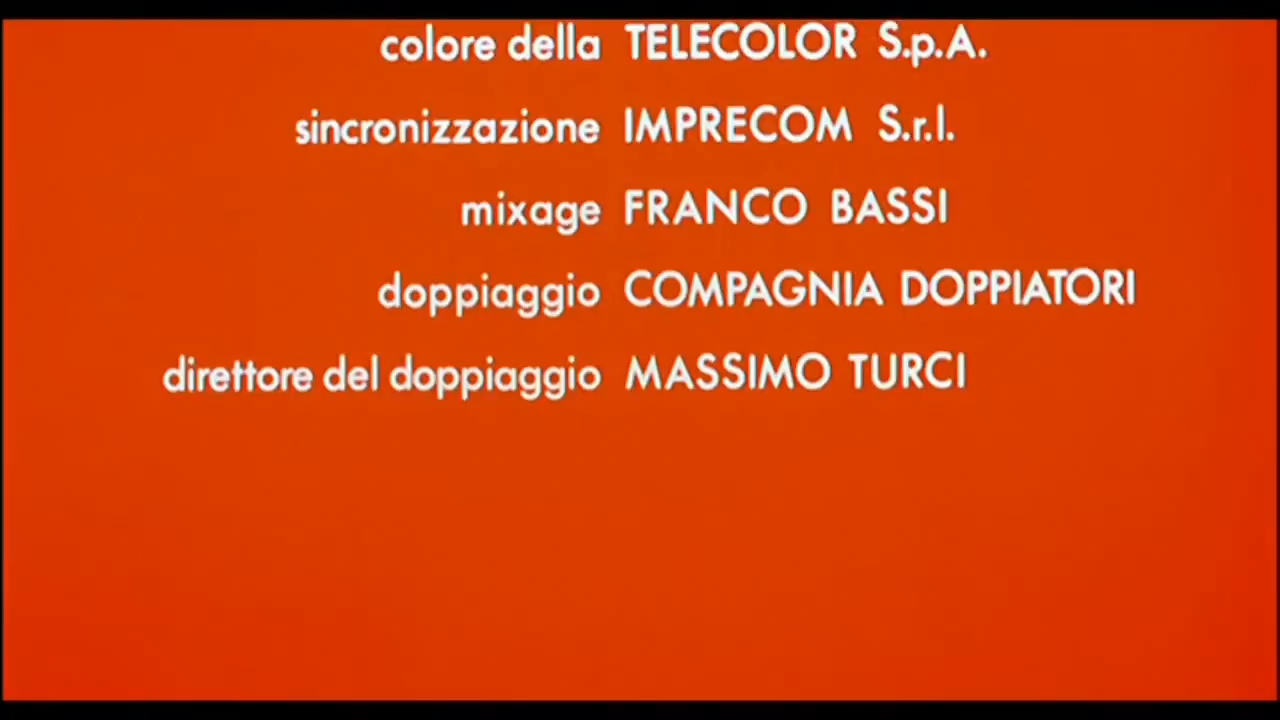 colore della TELECOLOR S.p.A.
sincronizzazione IMPRECOM S.r.l.
mixage FRANCO BASSI
doppiaggio COMPAGNIA DOPPIATORI
direttore del doppiaggio MASSIMO TURCI